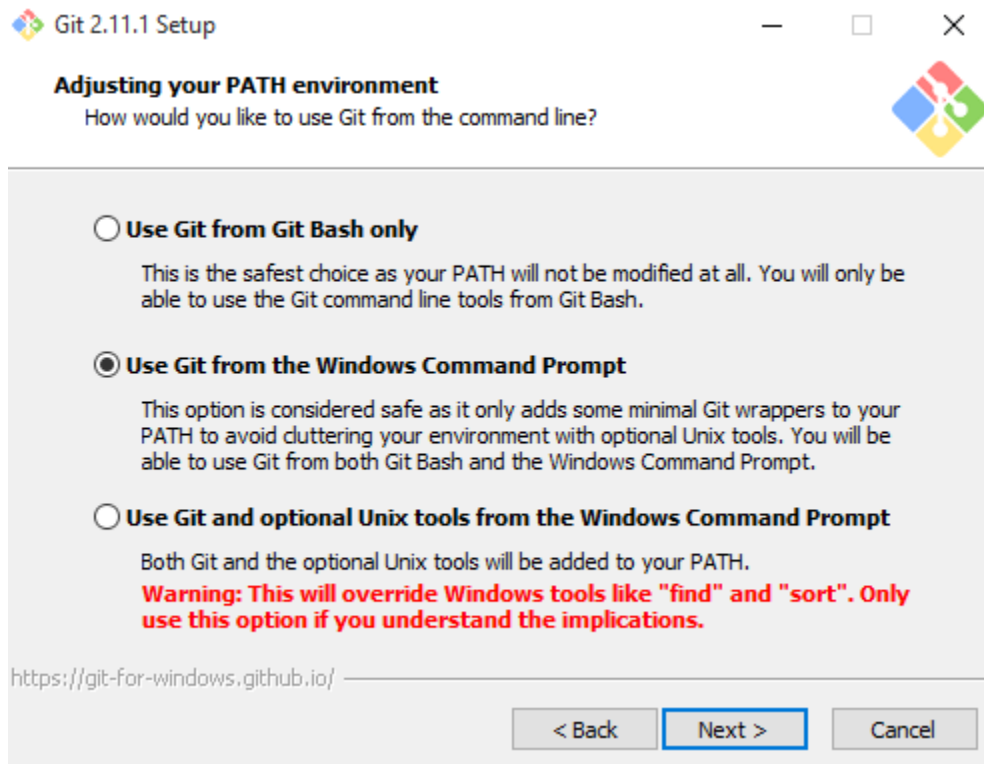 Git 2.11.1 Setup
Adjusting your PATH environment
How would you like to use Git from the command line?
Use Git from Git Bash only
This is the safest choice as your PATH will not be modified at all. You will only be
able to use the Git command line tools from Git Bash.
Use Git from the Windows Command Prompt
This option is considered safe as it only adds some minimal Git wrappers to your
PATH to avoid cluttering your environment with optional Unix tools. You will be
able to use Git from both Git Bash and the Windows Command Prompt.
Use Git and optional Unix tools from the Windows Command Prompt
Both Git and the optional Unix tools will be added to your PATH.
Warning: This will override Windows tools like "find" and "sort". Only
use this option if you understand the implications.
https://git-for-windows.github.io/
< Back Next > Cancel